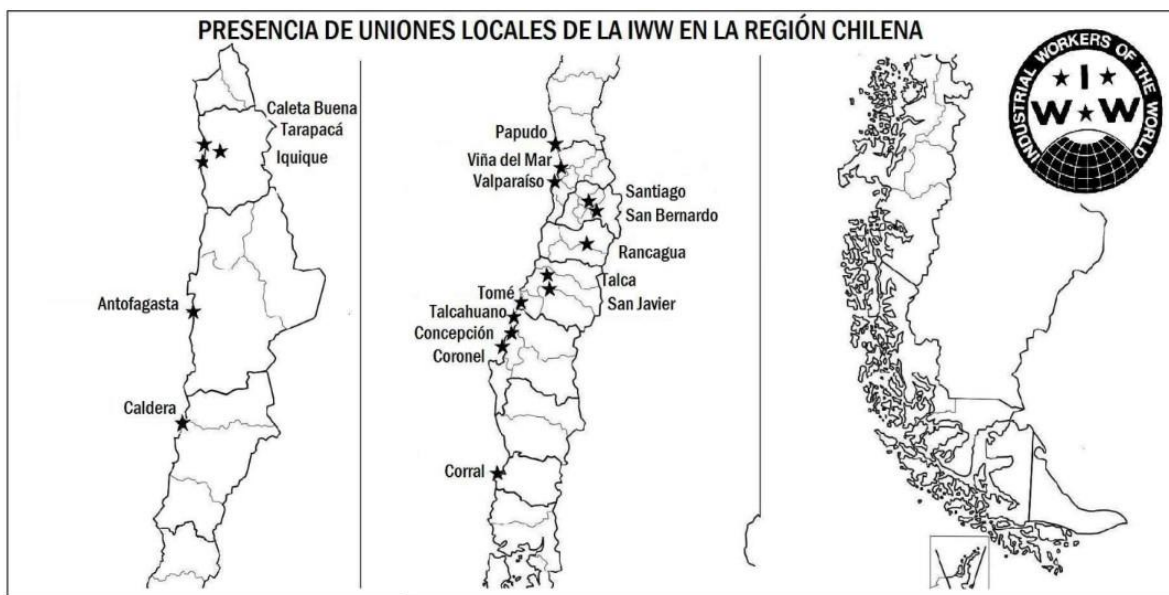 PRESENCIA DE UNIONES LOCALES DE LA IWW EN LA REGIÓN CHILENA
Caleta Buena
Tarapacá
Iquique
Antofagasta
Caldera
Papudo
Viña del Mar
Valparaíso
Santiago
San Bernardo
Rancagua
Talca
San Javier
Tomé
Talcahuano
Concepción
Coronel
Corral
INDUSTRIAL WORKERS OF THE WORLD
I
W W